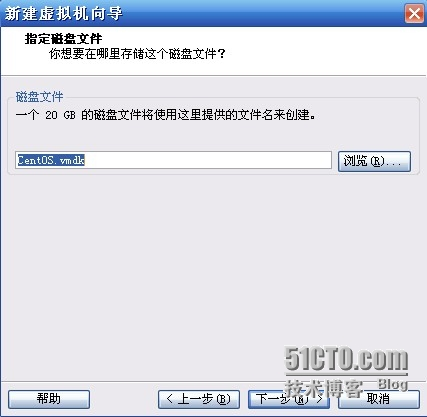 新建虚拟机向导
指定磁盘文件
你想要在哪里存储这个磁盘文件？
磁盘文件
一个 20 GB 的磁盘文件将使用这里提供的文件名来创建。
CentOS.vmdk
浏览(R)...
51CTO.com
技术博客 Blog
帮助
< 上一步(B)
下一步(N) >
取消